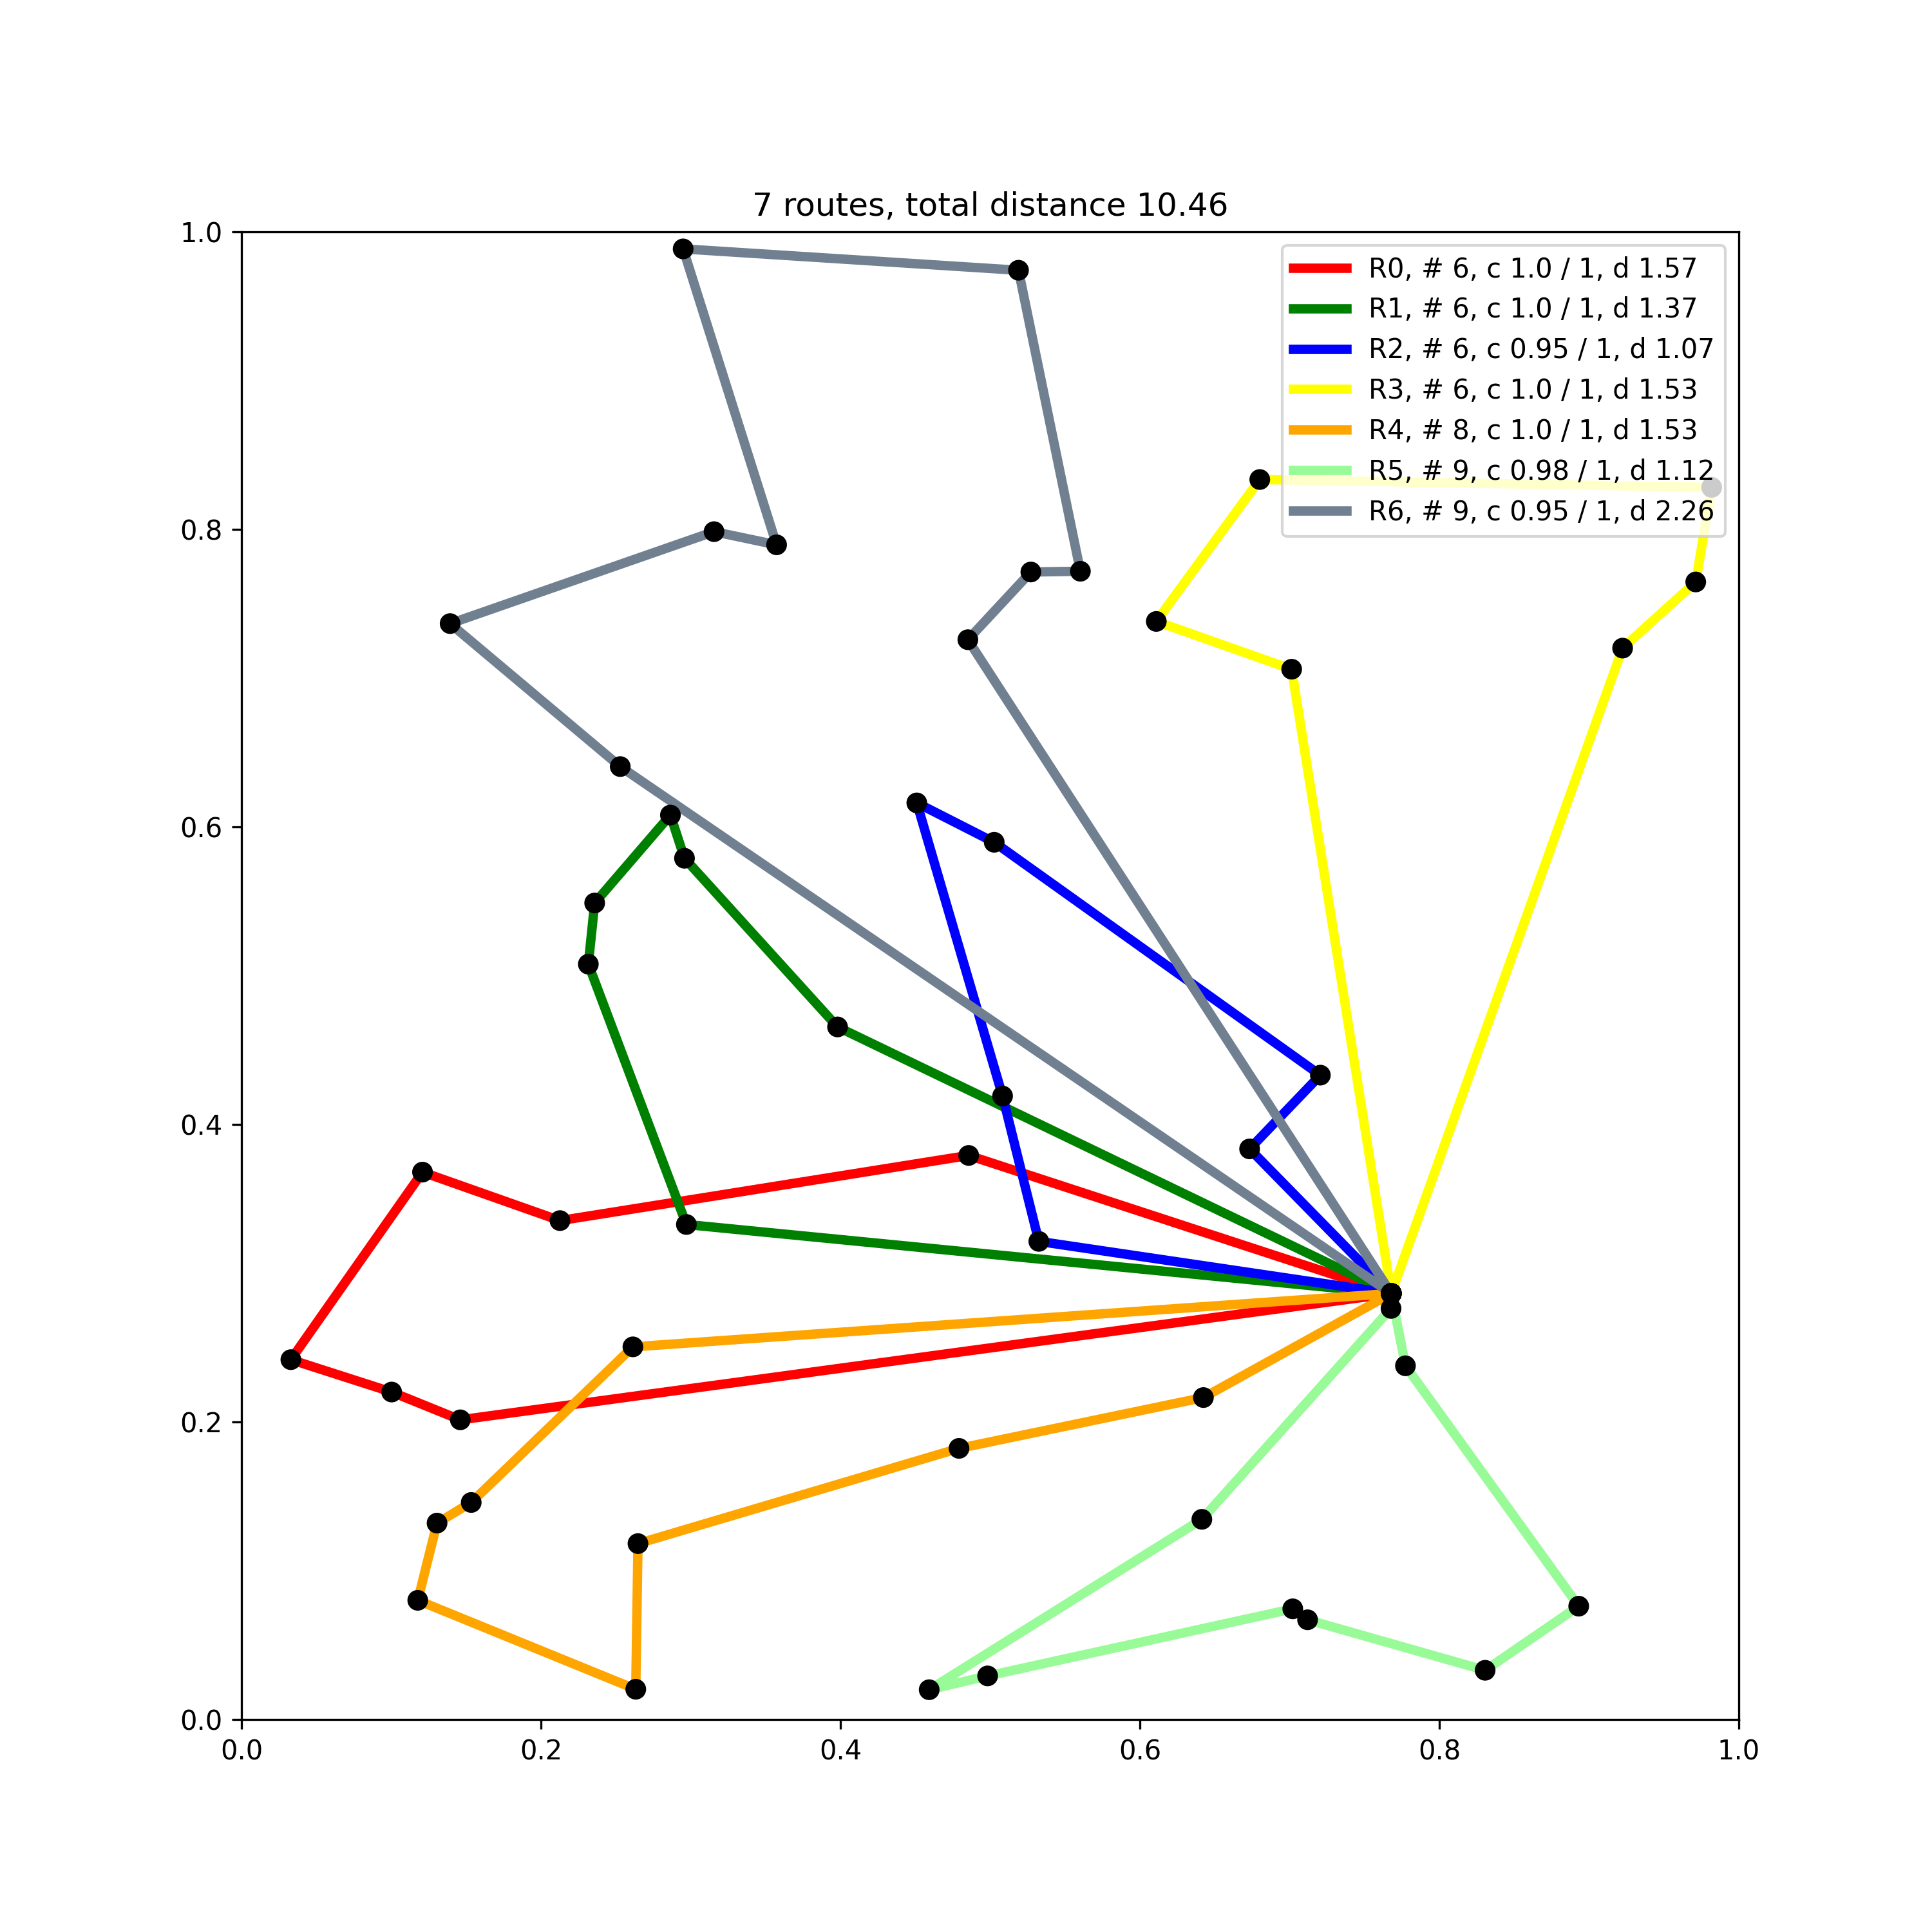 7 routes, total distance 10.46
1.0
R0, # 6, c 1.0 / 1, d 1.57
R1, # 6, c 1.0 / 1, d 1.37
R2, # 6, c 0.95 / 1, d 1.07
R3, # 6, c 1.0 / 1, d 1.53
R4, # 8, c 1.0 / 1, d 1.53
R5, # 9, c 0.98 / 1, d 1.12
R6, # 9, c 0.95 / 1, d 2.26
0.8
0.6
0.4
0.2
0.0
0.0 0.2 0.4 0.6 0.8 1.0